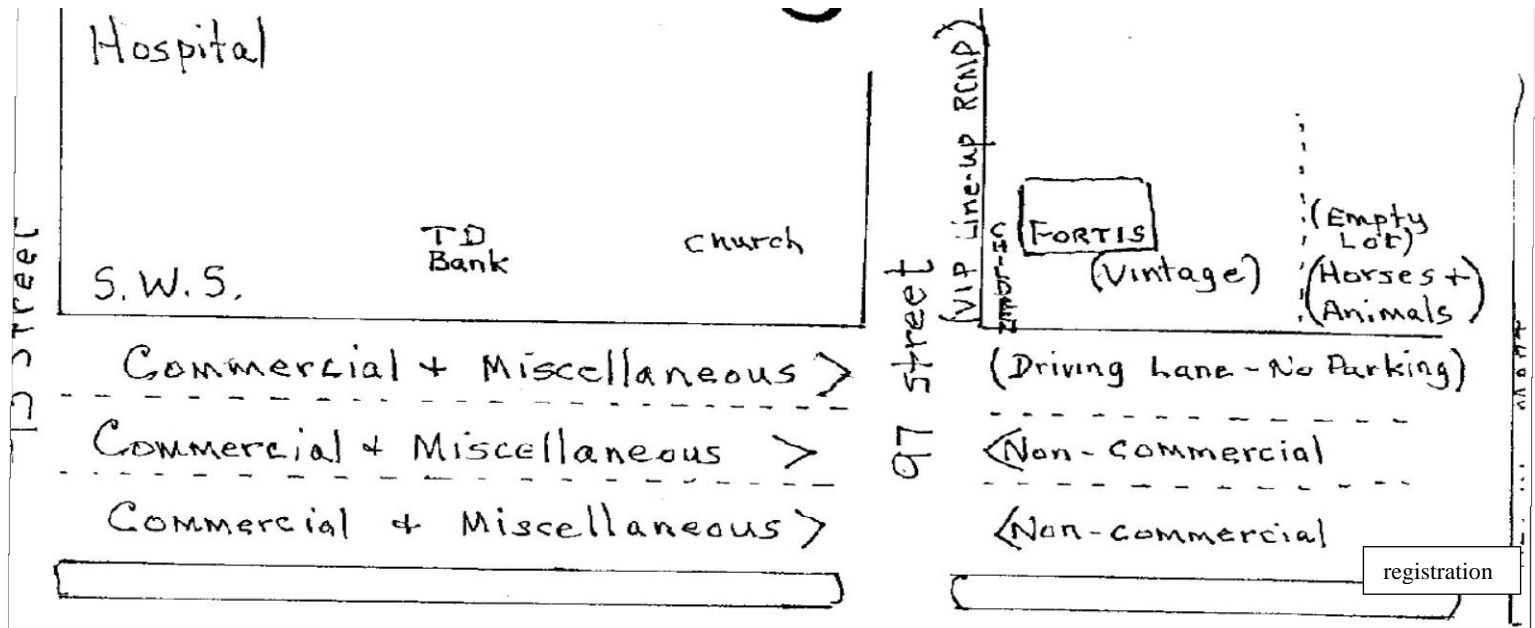 Hospital
TD
Bank
church
S.W.S.
Street
Commercial + Miscellaneous >
Commercial + Miscellaneous >
Commercial + Miscellaneous >
97 street
(VIP Line-up RCMP)
FORTIS
(Vintage)
(Empty
Lot)
(Horses +
Animals)
(Driving Lane - No Parking)
<Non-Commercial
<Non-commercial
registration